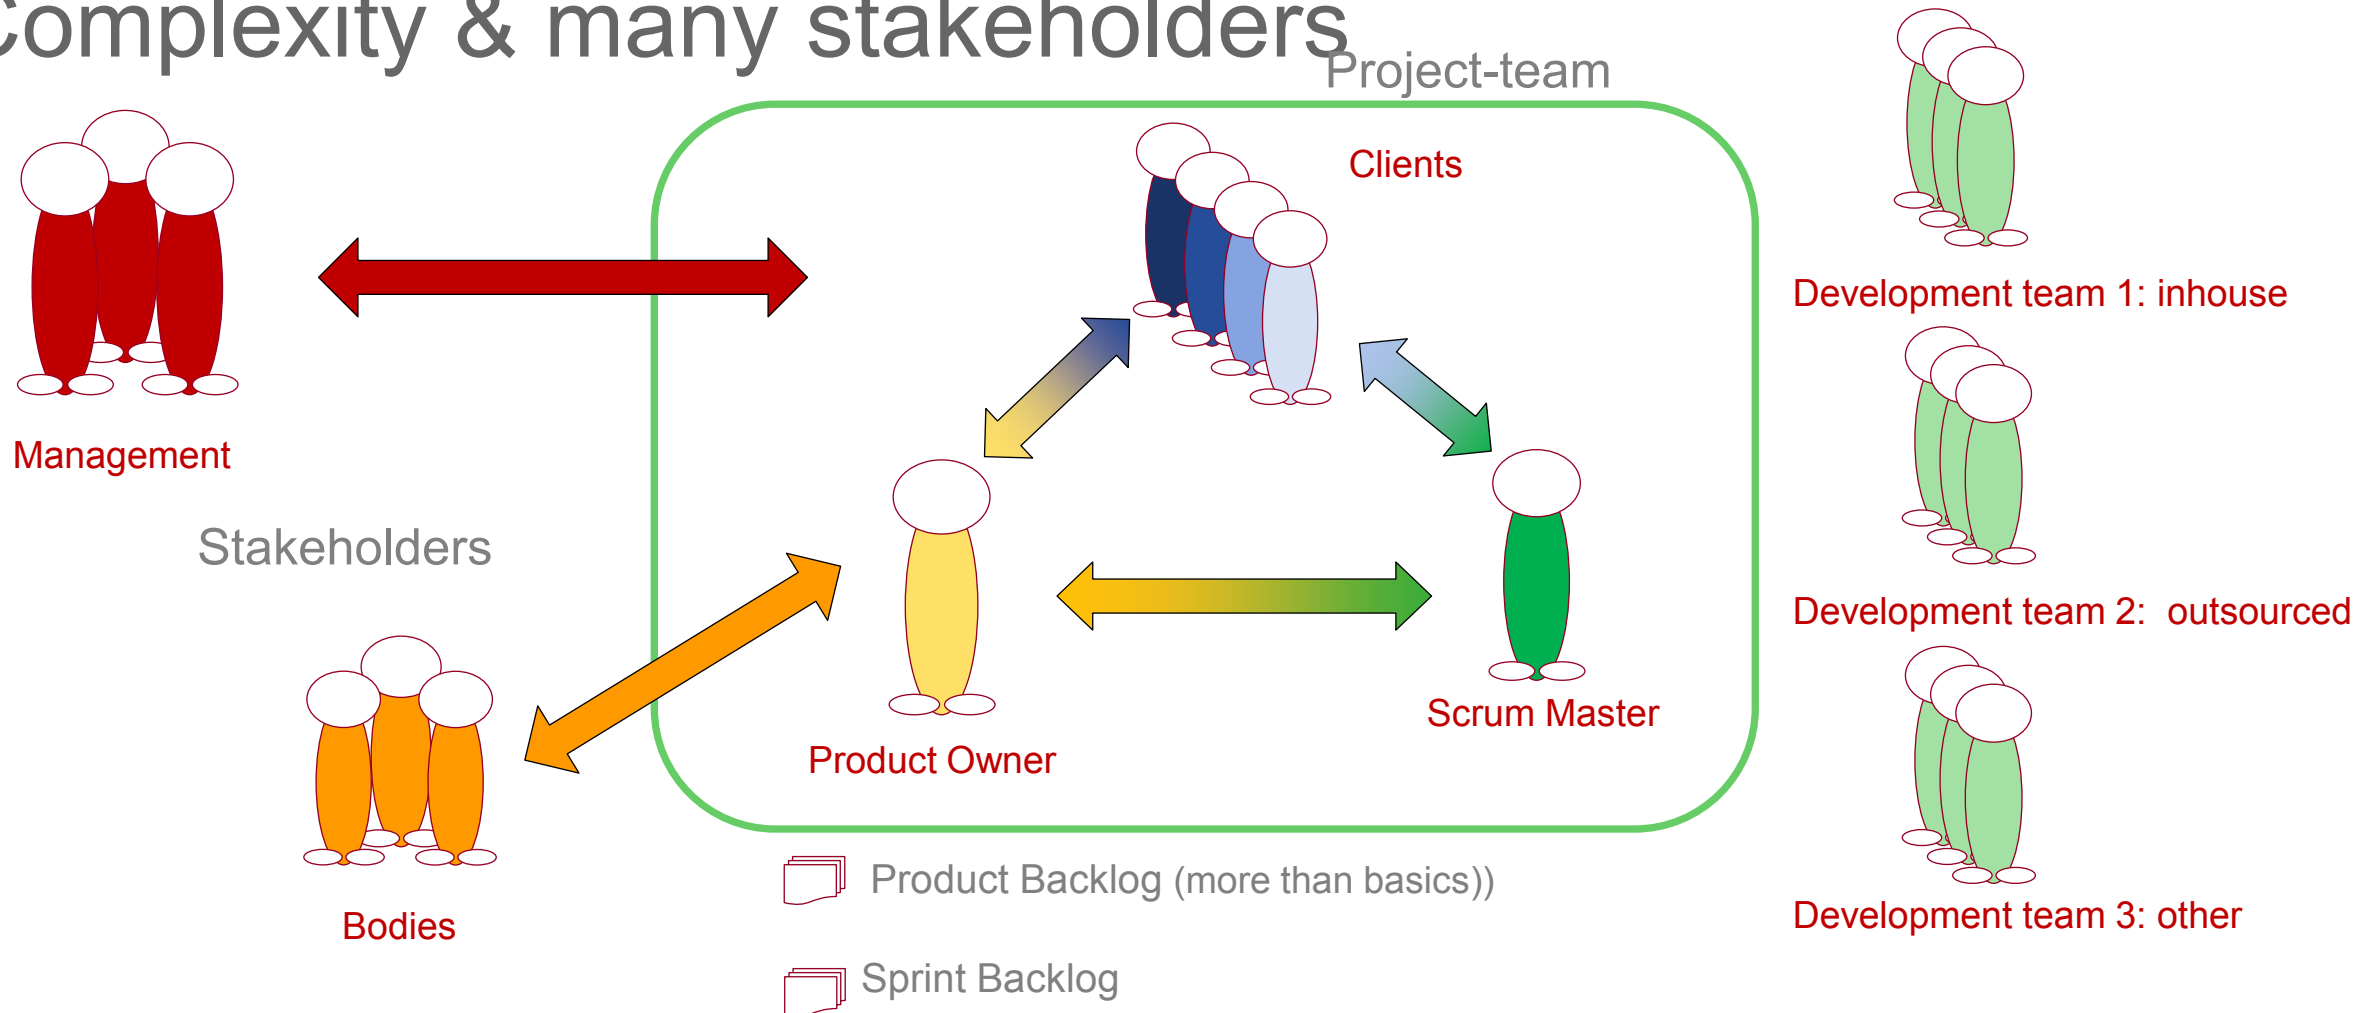 Complexity & many stakeholders
Project-team
Clients
Management
Stakeholders
Development team 1: inhouse
Development team 2:  outsourced
Scrum Master
Product Owner
Bodies
Product Backlog (more than basics))
Development team 3: other
Sprint Backlog